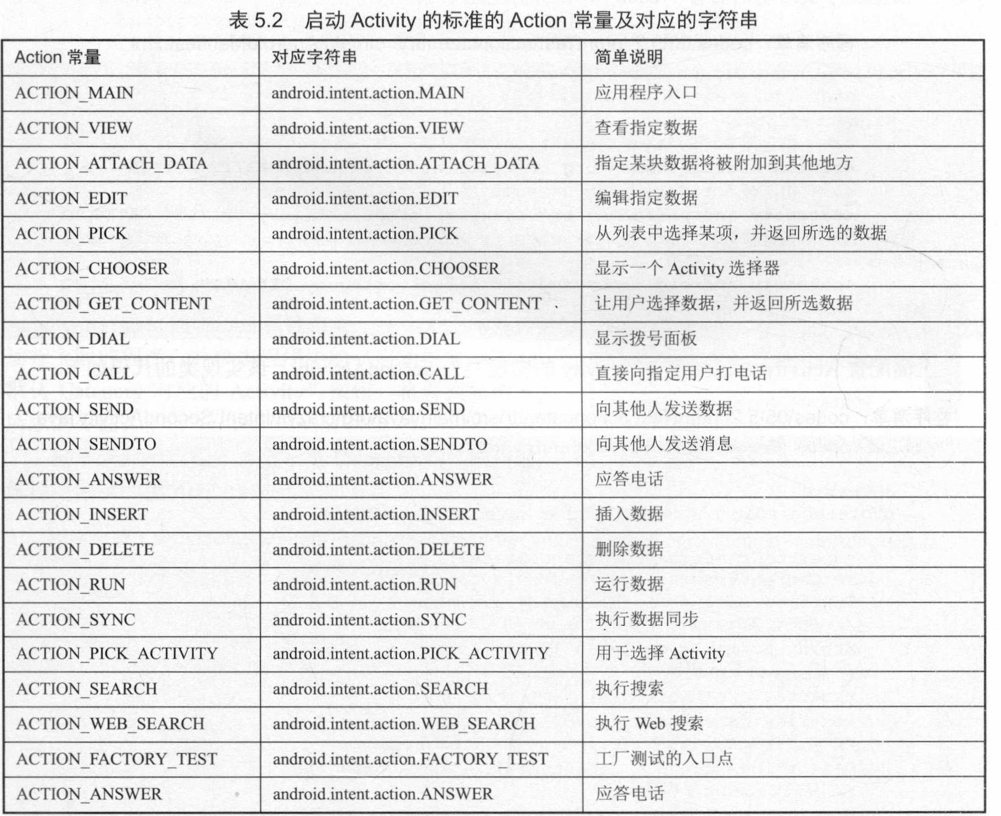 表 5.2 启动 Activity 的标准的 Action 常量及对应的字符串
Action 常量 对应字符串 简单说明
ACTION_MAIN android.intent.action.MAIN 应用程序入口
ACTION_VIEW android.intent.action.VIEW 查看指定数据
ACTION_ATTACH_DATA android.intent.action.ATTACH_DATA 指定某块数据将被附加到其他地方
ACTION_EDIT android.intent.action.EDIT 编辑指定数据
ACTION_PICK android.intent.action.PICK 从列表中选择某项，并返回所选的数据
ACTION_CHOOSER android.intent.action.CHOOSER 显示一个 Activity 选择器
ACTION_GET_CONTENT android.intent.action.GET_CONTENT 让用户选择数据，并返回所选数据
ACTION_DIAL android.intent.action.DIAL 显示拨号面板
ACTION_CALL android.intent.action.CALL 直接向指定用户打电话
ACTION_SEND android.intent.action.SEND 向其他人发送数据
ACTION_SENDTO android.intent.action.SENDTO 向其他人发送消息
ACTION_ANSWER android.intent.action.ANSWER 应答电话
ACTION_INSERT android.intent.action.INSERT 插入数据
ACTION_DELETE android.intent.action.DELETE 删除数据
ACTION_RUN android.intent.action.RUN 运行数据
ACTION_SYNC android.intent.action.SYNC 执行数据同步
ACTION_PICK_ACTIVITY android.intent.action.PICK_ACTIVITY 用于选择 Activity
ACTION_SEARCH android.intent.action.SEARCH 执行搜索
ACTION_WEB_SEARCH android.intent.action.WEB_SEARCH 执行 Web 搜索
ACTION_FACTORY_TEST android.intent.action.FACTORY_TEST 工厂测试的入口点
ACTION_ANSWER android.intent.action.ANSWER 应答电话